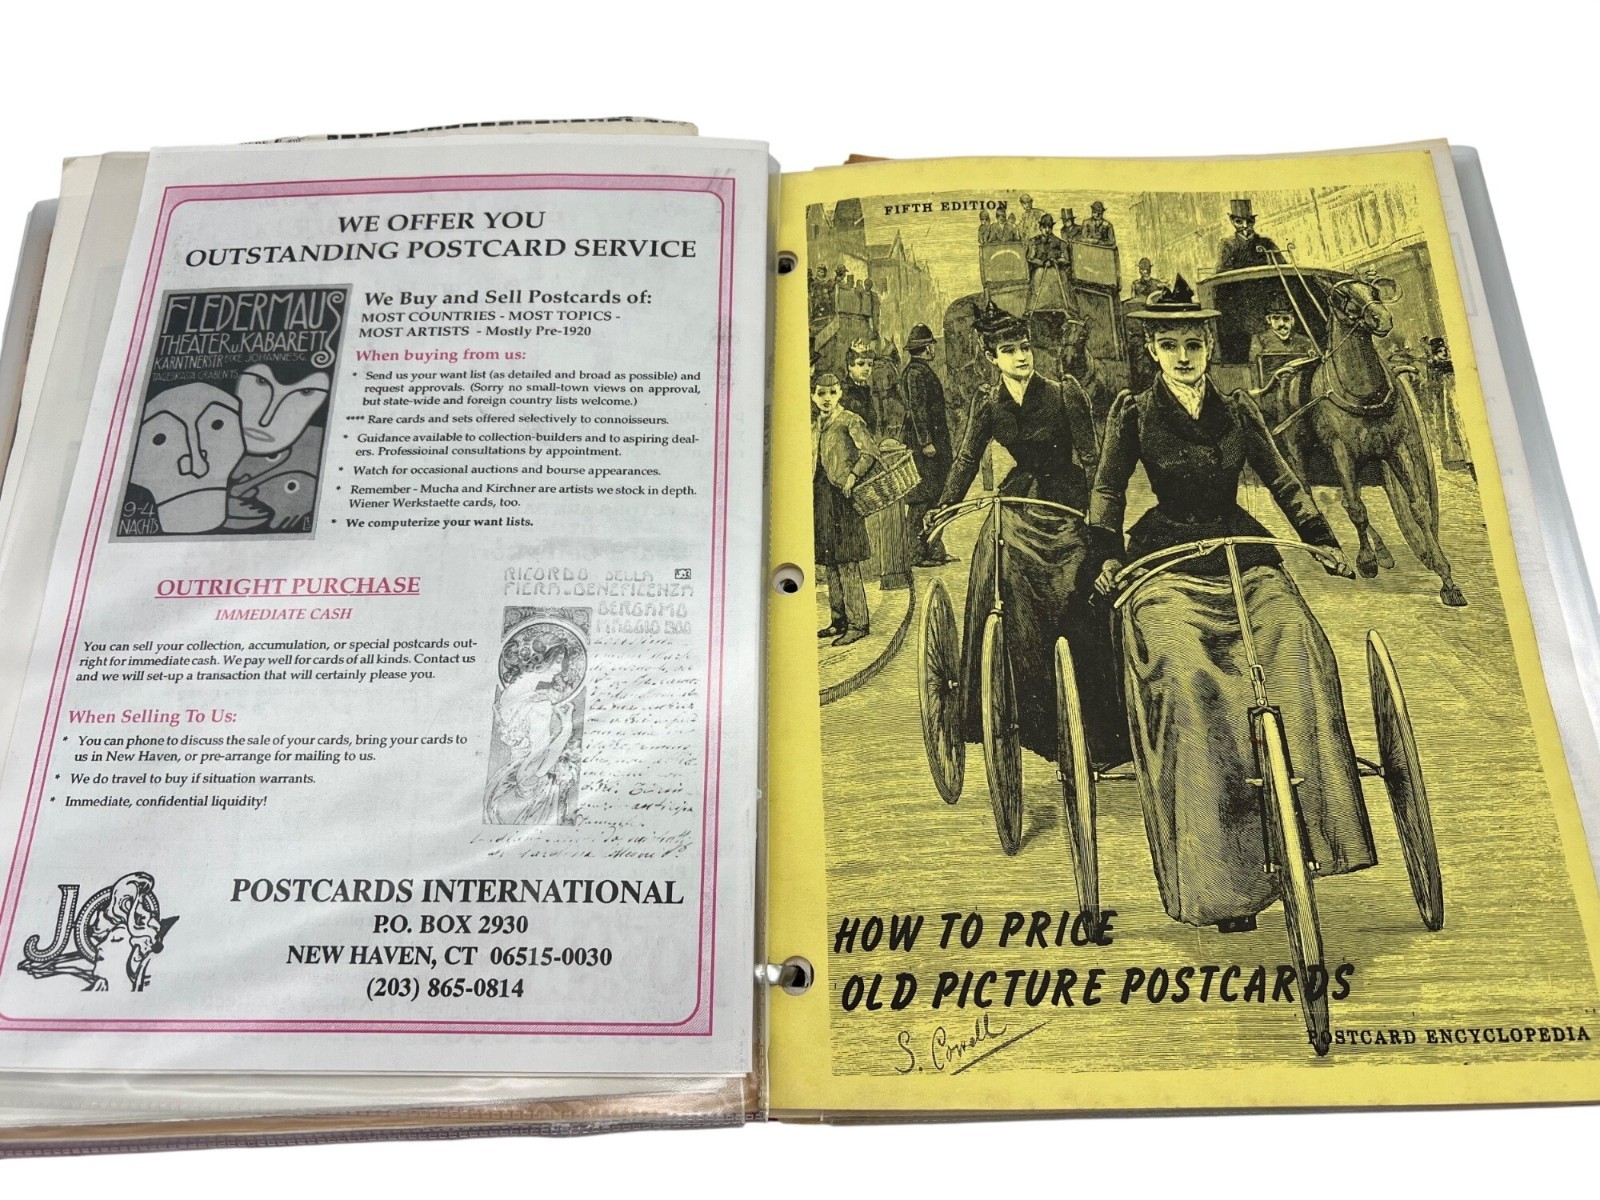 WE OFFER YOU
OUTSTANDING POSTCARD SERVICE
FLEDERMAUS
THEATER u. KABARETT
KÄRNTNERSTR
JOHANNESG.
9-4
NACHTS
We Buy and Sell Postcards of:
MOST COUNTRIES - MOST TOPICS -
MOST ARTISTS - Mostly Pre-1920
When buying from us:
* Send us your want list (as detailed and broad as possible) and
request approvals. (Sorry no small-town views on approval,
but state-wide and foreign country lists welcome.)
**** Rare cards and sets offered selectively to connoisseurs.
* Guidance available to collection-builders and to aspiring deal-
ers. Professioinal consultations by appointment.
* Watch for occasional auctions and bourse appearances.
* Remember - Mucha and Kirchner are artists we stock in depth.
Wiener Werkstaette cards, too.
* We computerize your want lists.
OUTRIGHT PURCHASE
IMMEDIATE CASH
You can sell your collection, accumulation, or special postcards out-
right for immediate cash. We pay well for cards of all kinds. Contact us
and we will set-up a transaction that will certainly please you.
When Selling To Us:
* You can phone to discuss the sale of your cards, bring your cards to
us in New Haven, or pre-arrange for mailing to us.
* We do travel to buy if situation warrants.
* Immediate, confidential liquidity!
RICORDO DELLA
FIERA DI BENEFICENZA
BERGAMO
MAGGIO 1900
POSTCARDS INTERNATIONAL
P.O. BOX 2930
NEW HAVEN, CT 06515-0030
(203) 865-0814
FIFTH EDITION
HOW TO PRICE
OLD PICTURE POSTCARDS
S. Cowell
POSTCARD ENCYCLOPEDIA